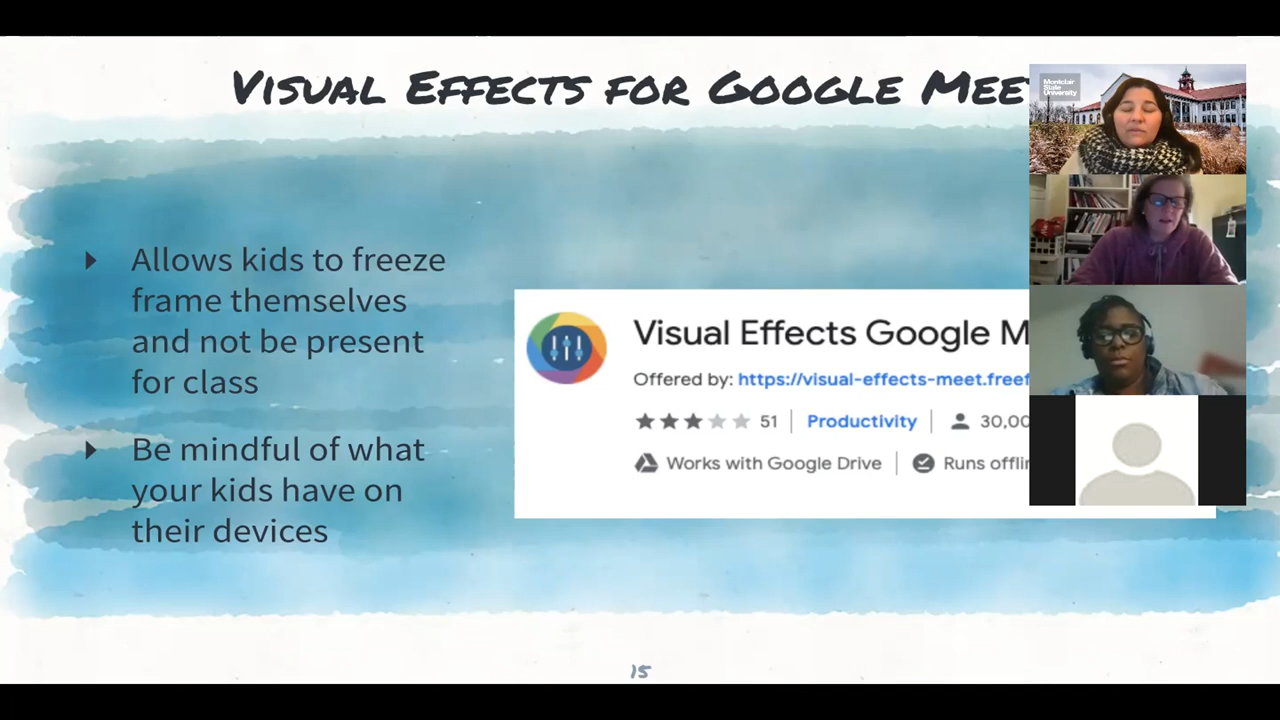 VISUAL EFFECTS FOR GOOGLE MEE
Montclair
State
University
Allows kids to freeze
frame themselves
and not be present
for class
Be mindful of what
your kids have on
their devices
Visual Effects Google M
Offered by: https://visual-effects-meet.freef
51 | Productivity | 30,00
Works with Google Drive | Runs offlin
15